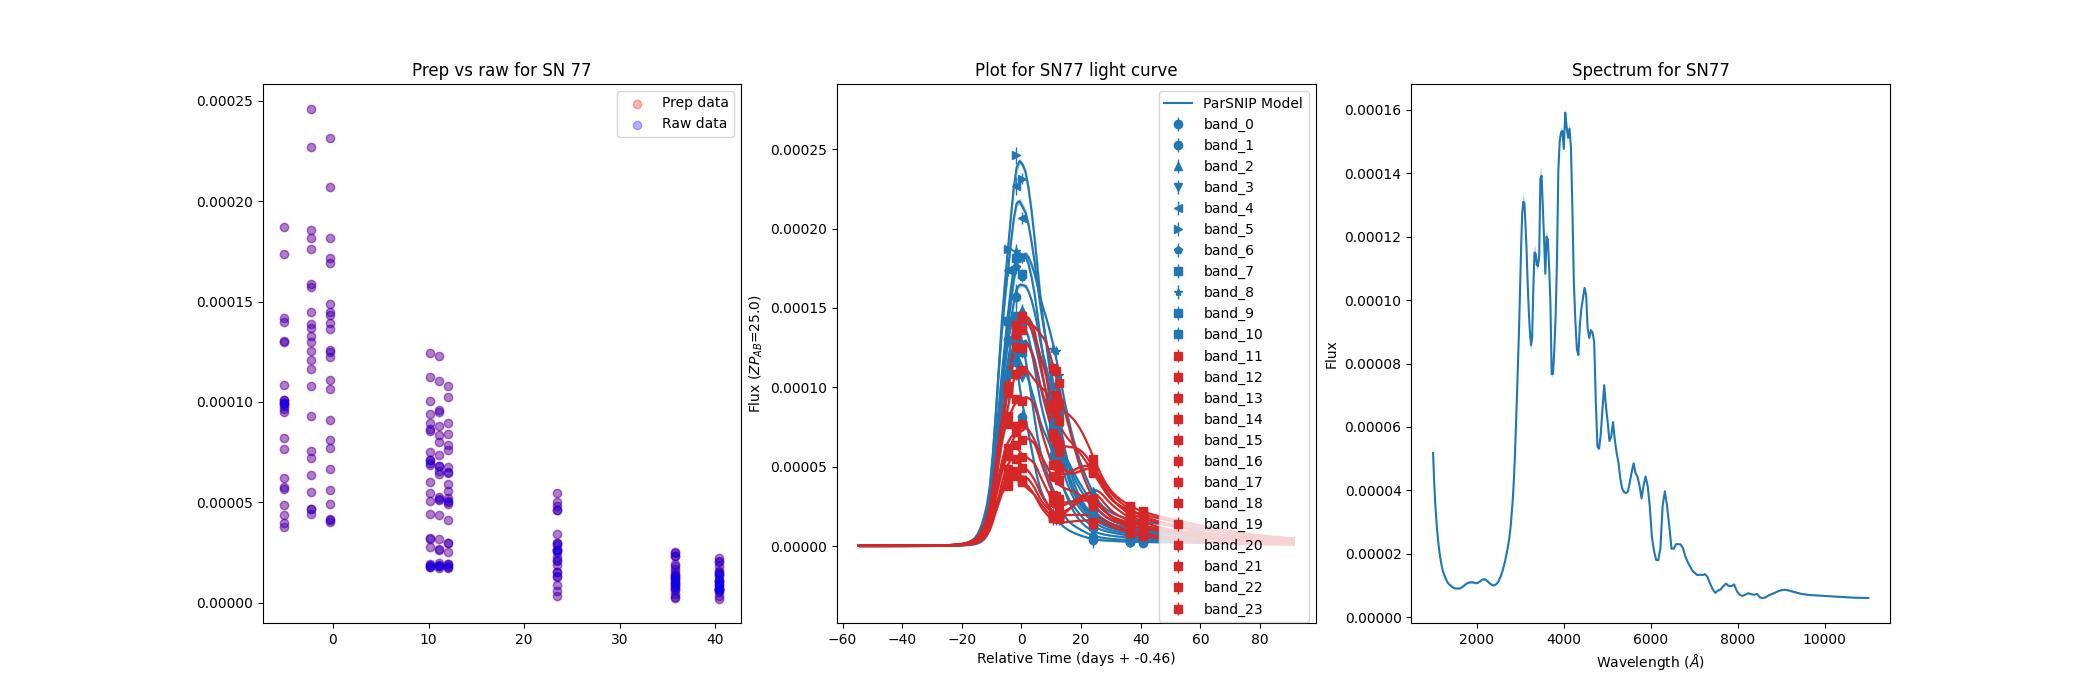 Prep vs raw for SN 77
Prep data
Raw data
0.00025
0.00020
0.00015
0.00010
0.00005
0.00000
0
10
20
30
40
Plot for SN77 light curve
ParSNIP Model
band_0
band_1
band_2
band_3
band_4
band_5
band_6
band_7
band_8
band_9
band_10
band_11
band_12
band_13
band_14
band_15
band_16
band_17
band_18
band_19
band_20
band_21
band_22
band_23
Flux (ZP_AB=25.0)
0.00025
0.00020
0.00015
0.00010
0.00005
0.00000
−60
−40
−20
0
20
40
60
80
Relative Time (days + -0.46)
Spectrum for SN77
Flux
0.00016
0.00014
0.00012
0.00010
0.00008
0.00006
0.00004
0.00002
0.00000
2000
4000
6000
8000
10000
Wavelength (Å)